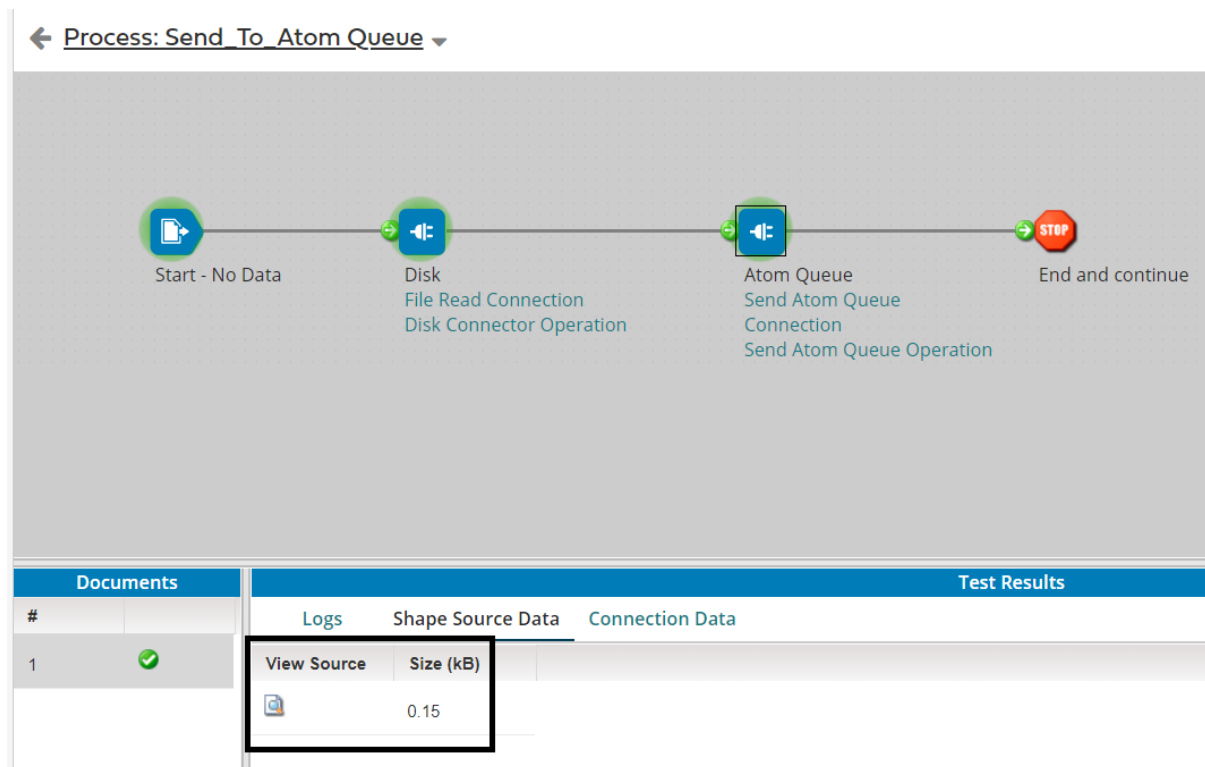 Process: Send_To_Atom Queue
STOP
Start - No Data
Disk
File Read Connection
Disk Connector Operation
Atom Queue
Send Atom Queue
Connection
Send Atom Queue Operation
End and continue
Documents
Test Results
#
Logs Shape Source Data Connection Data
1
View Source Size (kB)
0.15